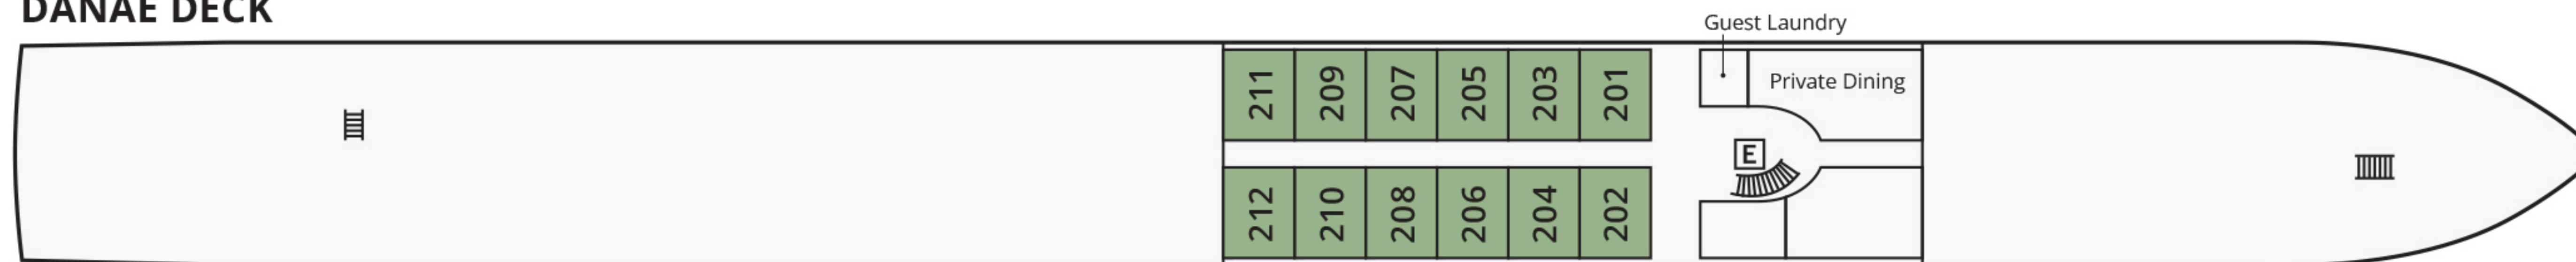 DANAE DECK
Guest Laundry
211 209 207 205 203 201
Private Dining
E
212 210 208 206 204 202